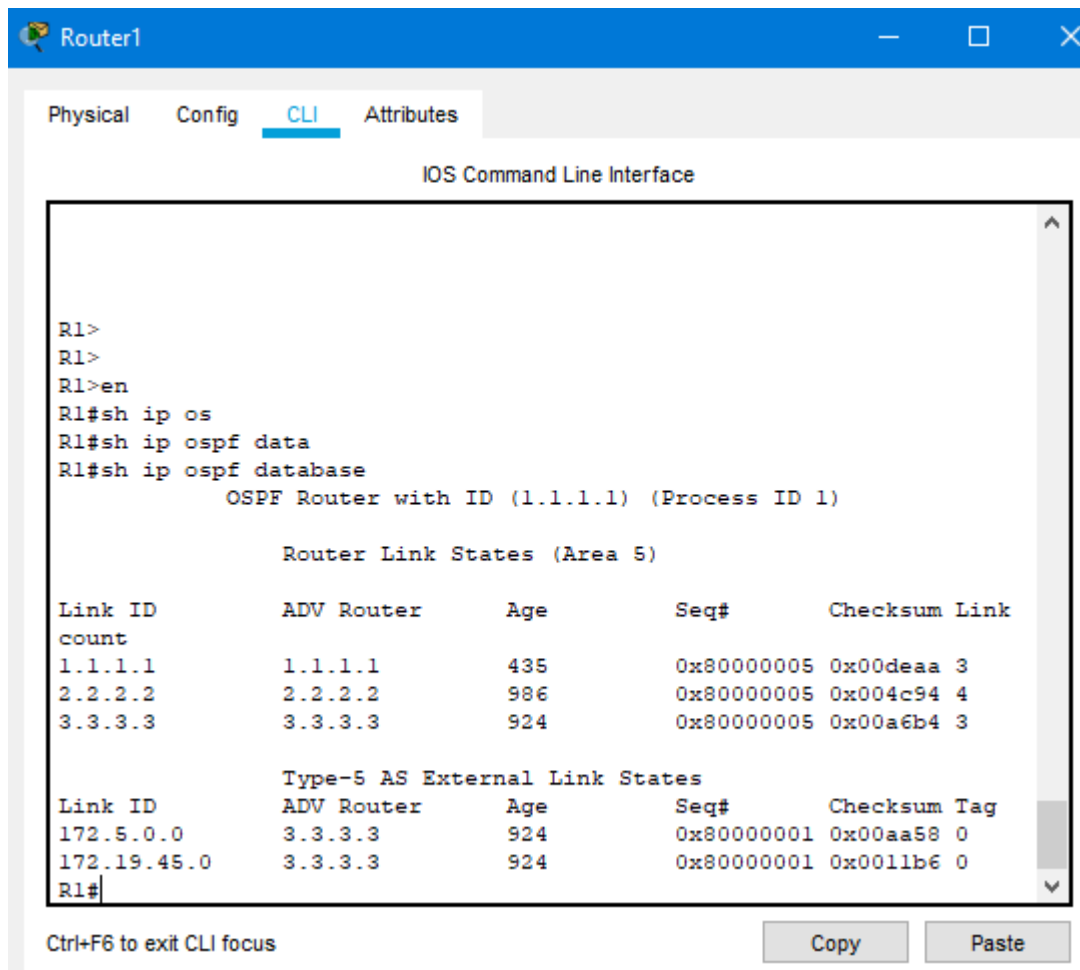 Router1
Physical Config CLI Attributes
IOS Command Line Interface
R1>
R1>
R1>en
R1#sh ip os
R1#sh ip ospf data
R1#sh ip ospf database
OSPF Router with ID (1.1.1.1) (Process ID 1)
Router Link States (Area 5)
Link ID ADV Router Age Seq# Checksum Link
count
1.1.1.1 1.1.1.1 435 0x80000005 0x00deaa 3
2.2.2.2 2.2.2.2 986 0x80000005 0x004c94 4
3.3.3.3 3.3.3.3 924 0x80000005 0x00a6b4 3
Type-5 AS External Link States
Link ID ADV Router Age Seq# Checksum Tag
172.5.0.0 3.3.3.3 924 0x80000001 0x00aa58 0
172.19.45.0 3.3.3.3 924 0x80000001 0x0011b6 0
R1#
Ctrl+F6 to exit CLI focus Copy Paste